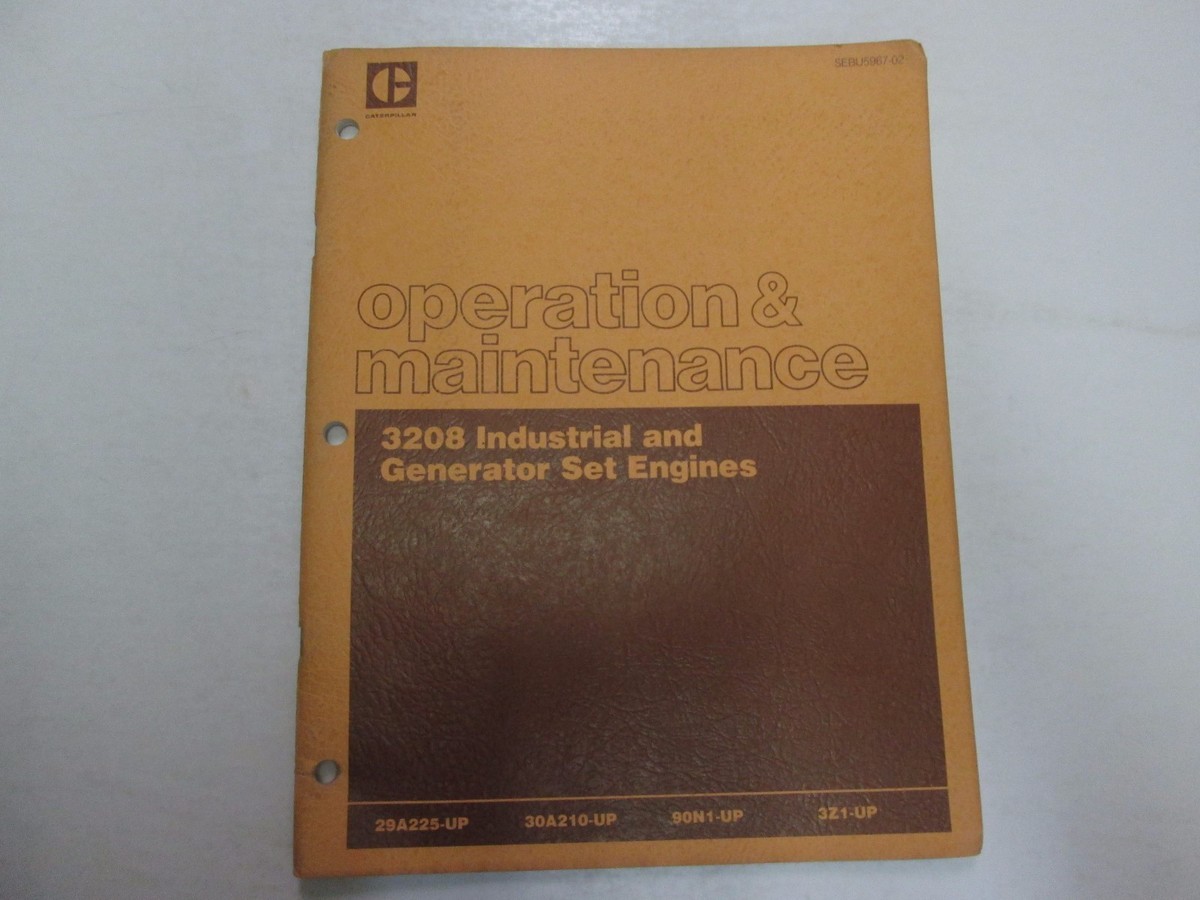 SEBU5967-02
CATERPILLAR
operation &
maintenance
3208 Industrial and
Generator Set Engines
29A225-UP 30A210-UP 90N1-UP 3Z1-UP